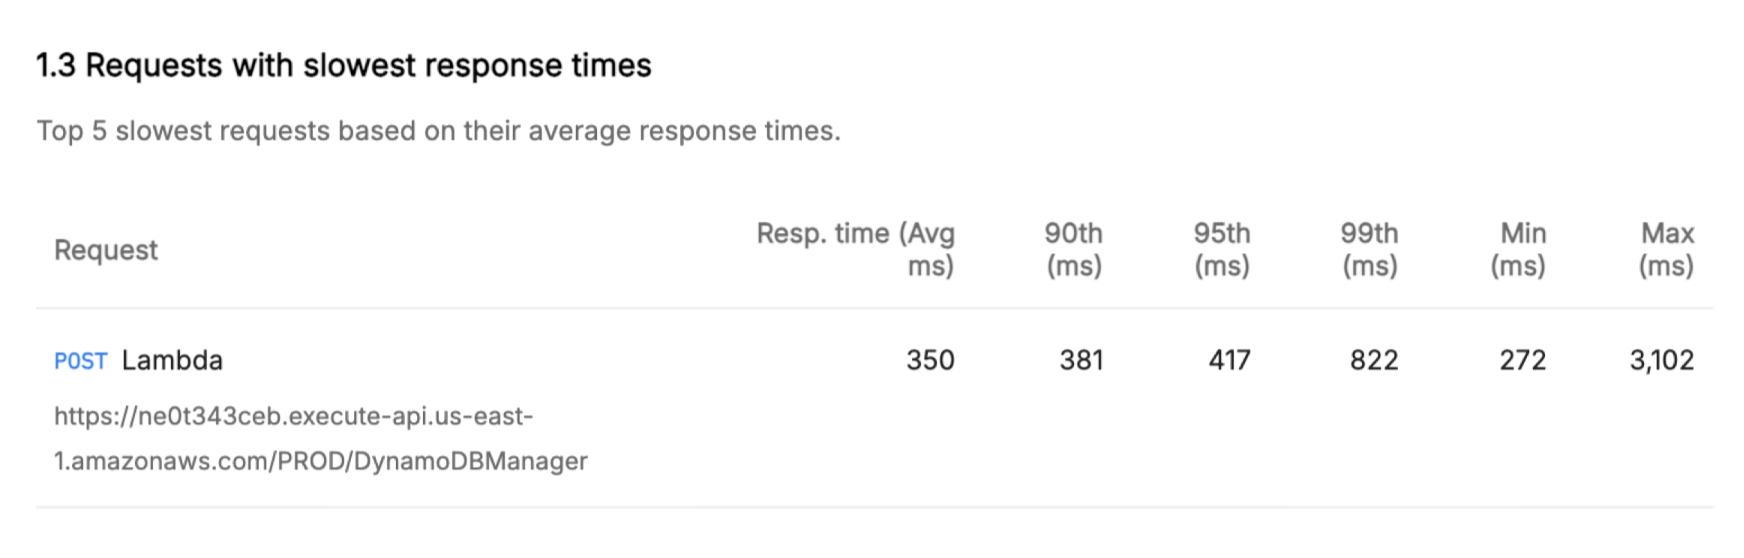 1.3 Requests with slowest response times
Top 5 slowest requests based on their average response times.
Request
Resp. time (Avg
ms)
90th
(ms)
95th
(ms)
99th
(ms)
Min
(ms)
Max
(ms)
POST Lambda 350 381 417 822 272 3,102
https://ne0t343ceb.execute-api.us-east-
1.amazonaws.com/PROD/DynamoDBManager